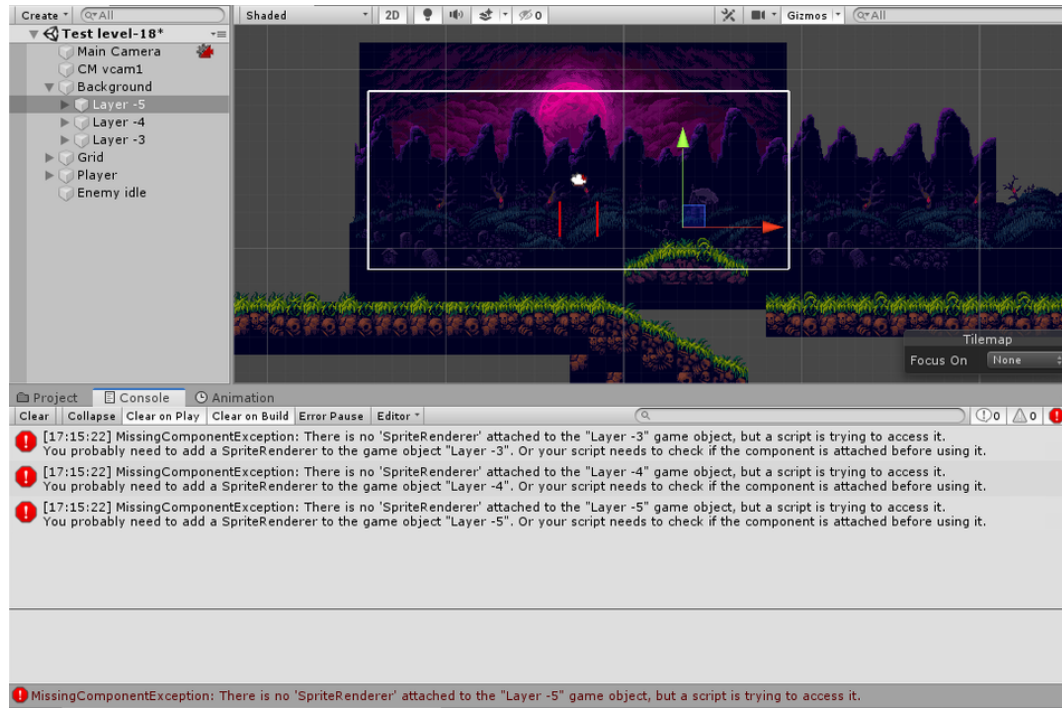 Create
All
Shaded
2D
0
Gizmos
All
Test level-18*
Main Camera
CM vcam1
Background
Layer -5
Layer -4
Layer -3
Grid
Player
Enemy idle
Tilemap
Focus On
None
Project
Console
Animation
Clear
Collapse
Clear on Play
Clear on Build
Error Pause
Editor
0
0
[17:15:22] MissingComponentException: There is no 'SpriteRenderer' attached to the "Layer -3" game object, but a script is trying to access it.
You probably need to add a SpriteRenderer to the game object "Layer -3". Or your script needs to check if the component is attached before using it.
[17:15:22] MissingComponentException: There is no 'SpriteRenderer' attached to the "Layer -4" game object, but a script is trying to access it.
You probably need to add a SpriteRenderer to the game object "Layer -4". Or your script needs to check if the component is attached before using it.
[17:15:22] MissingComponentException: There is no 'SpriteRenderer' attached to the "Layer -5" game object, but a script is trying to access it.
You probably need to add a SpriteRenderer to the game object "Layer -5". Or your script needs to check if the component is attached before using it.
MissingComponentException: There is no 'SpriteRenderer' attached to the "Layer -5" game object, but a script is trying to access it.